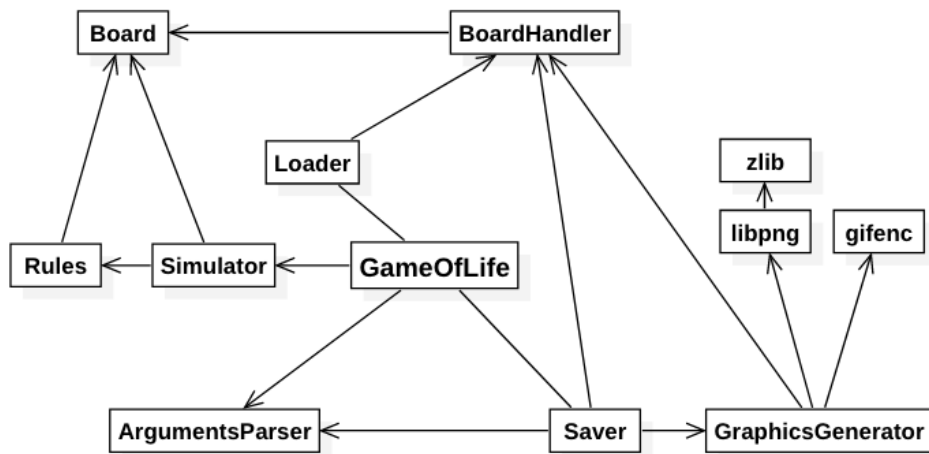 Board
BoardHandler
Loader
zlib
libpng
gifenc
Rules
Simulator
GameOfLife
ArgumentsParser
Saver
GraphicsGenerator